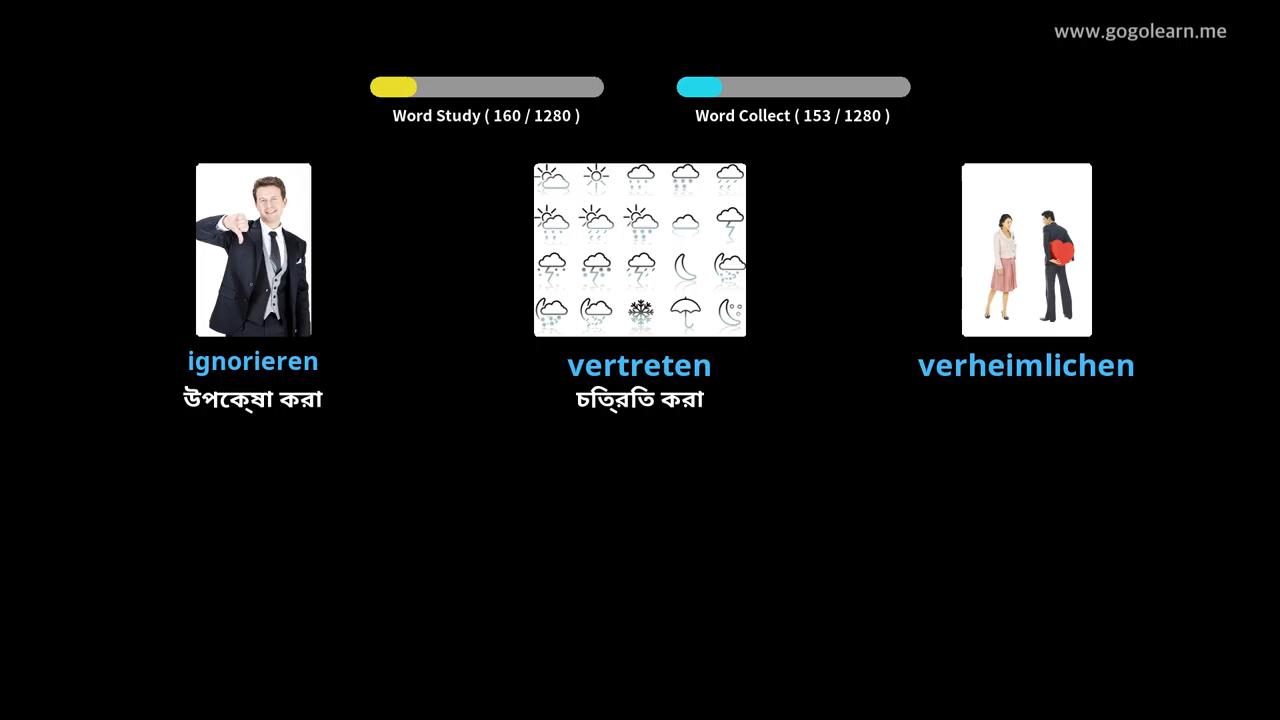 www.gogolearn.me
Word Study ( 160 / 1280 )
Word Collect ( 153 / 1280 )
ignorieren
উপেক্ষা করা
vertreten
চিত্রিত করা
verheimlichen